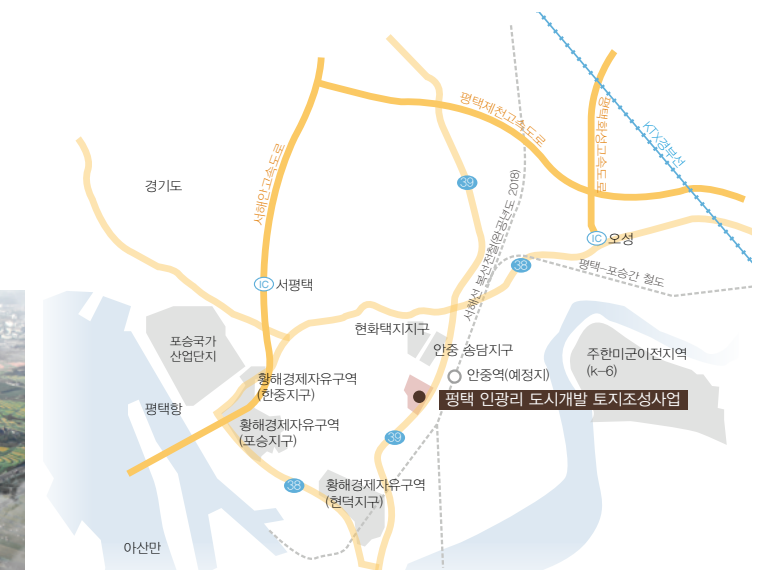 평택제천고속도로
평택화성고속도로
KTX경부선
서해안고속도로
경기도
39
서해선 복선전철(완공년도 2018)
IC 오성
38
평택-포승간 철도
IC 서평택
현화택지지구
포승국가
산업단지
안중 송담지구
주한미군이전지역
(k-6)
안중역(예정지)
황해경제자유구역
(한중지구)
평택 인광리 도시개발 토지조성사업
평택항
황해경제자유구역
(포승지구)
39
38
황해경제자유구역
(현덕지구)
아산만